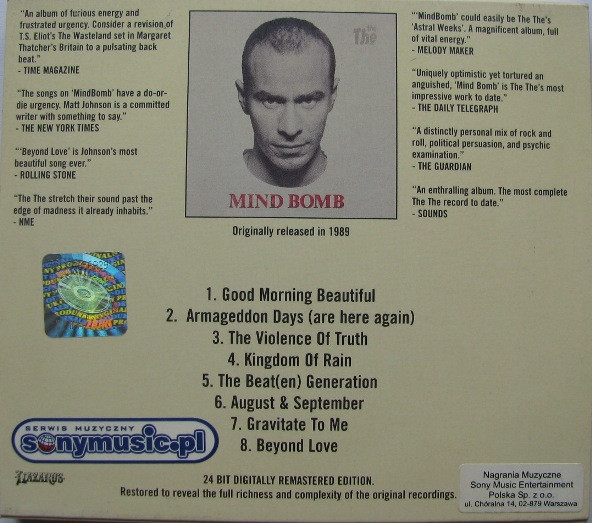 "An album of furious energy and
frustrated urgency. Consider a revision of
T.S. Eliot's The Wasteland set in Margaret
Thatcher's Britain to a pulsating back
beat."
- TIME MAGAZINE
"The songs on 'MindBomb' have a do-or-
die urgency. Matt Johnson is a committed
writer with something to say."
- THE NEW YORK TIMES
"'Beyond Love' is Johnson's most
beautiful song ever."
- ROLLING STONE
"The The stretch their sound past the
edge of madness it already inhabits."
- NME
The The
MIND BOMB
Originally released in 1989
"'MindBomb' could easily be The The's
'Astral Weeks'. A magnificent album, full
of vital energy."
- MELODY MAKER
"Uniquely optimistic yet tortured an
anguished, 'Mind Bomb' is The The's most
impressive work to date."
- THE DAILY TELEGRAPH
"A distinctly personal mix of rock and
roll, political persuasion, and psychic
examination."
- THE GUARDIAN
"An enthralling album. The most complete
The The record to date."
- SOUNDS
1. Good Morning Beautiful
2. Armageddon Days (are here again)
3. The Violence Of Truth
4. Kingdom Of Rain
5. The Beat(en) Generation
6. August & September
7. Gravitate To Me
8. Beyond Love
SERWIS MUZYCZNY
sonymusic.pl
LAZARUS
24 BIT DIGITALLY REMASTERED EDITION.
Restored to reveal the full richness and complexity of the original recordings.
Nagrania Muzyczne
Sony Music Entertainment
Polska Sp. z o.o.
ul. Chóralna 14, 02-879 Warszawa